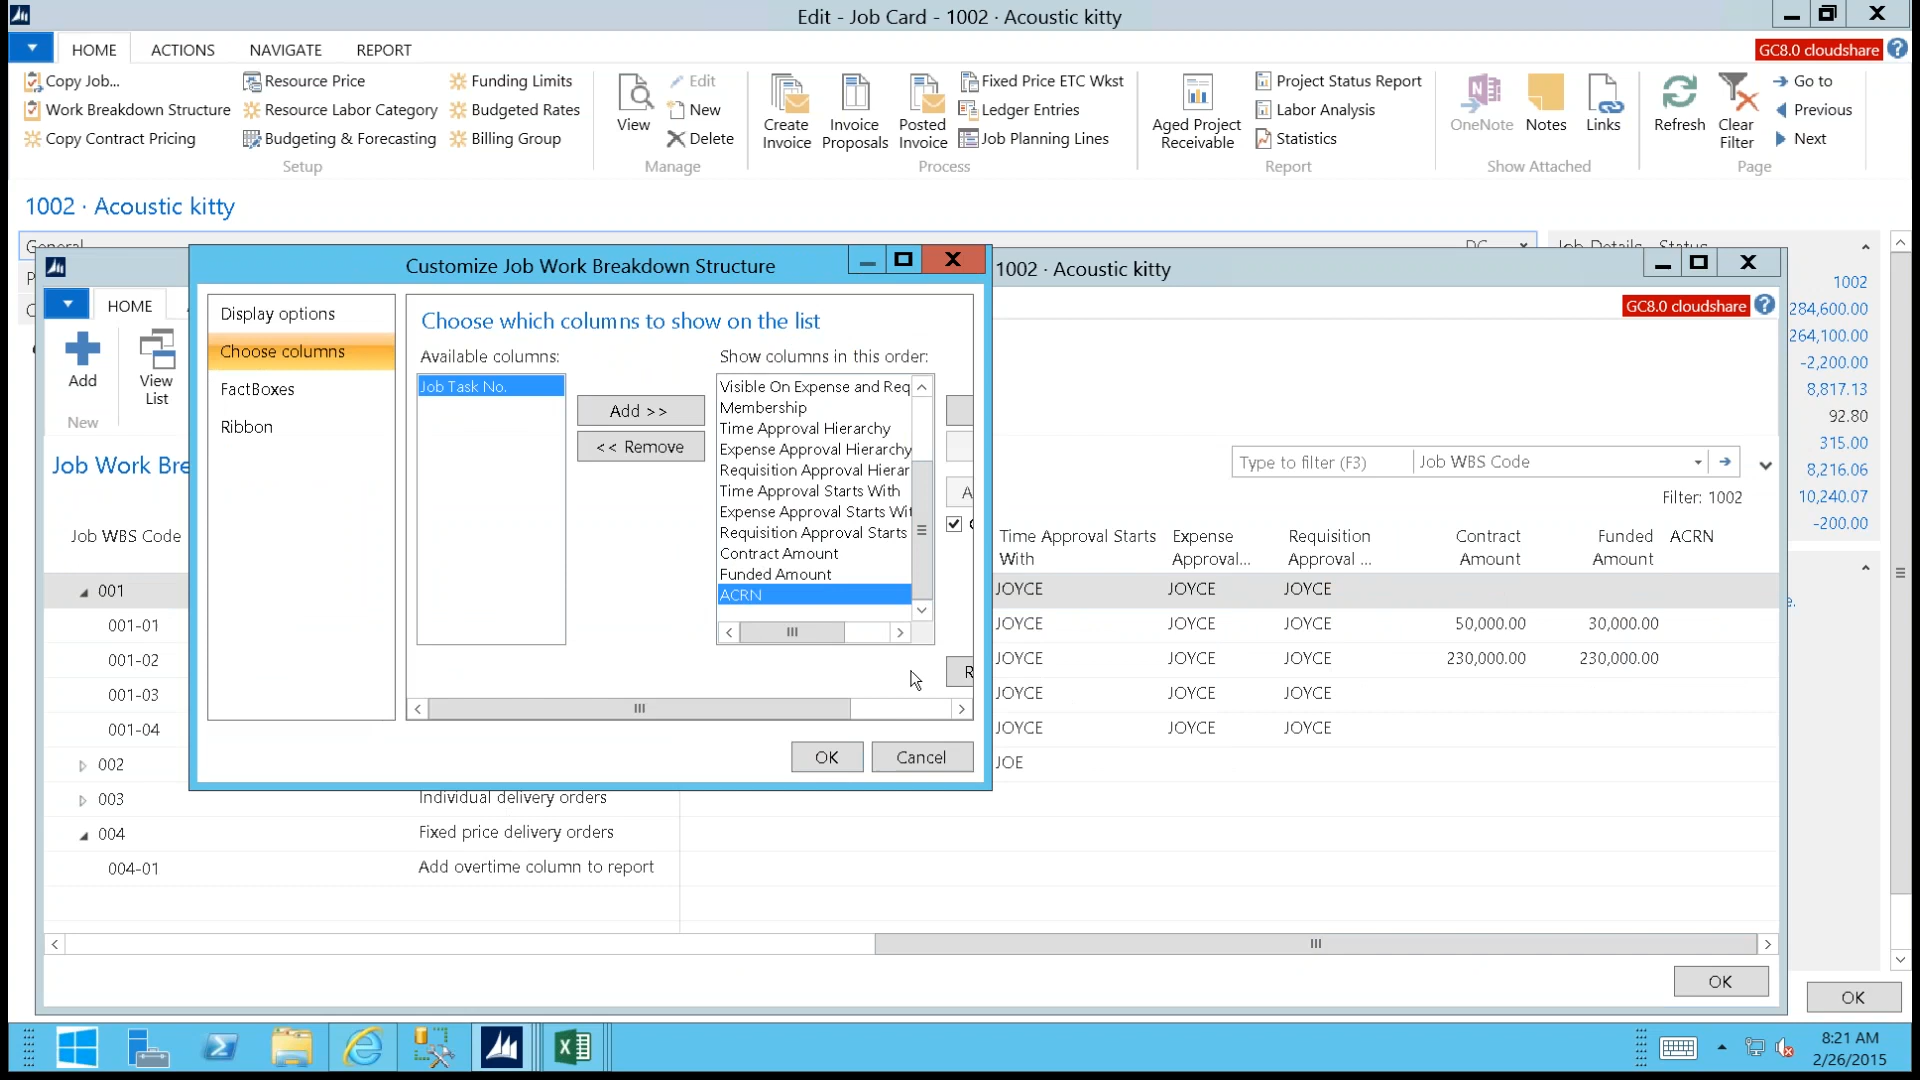 Edit - Job Card - 1002 · Acoustic kitty
HOME ACTIONS NAVIGATE REPORT
GC8.0 cloudshare
Copy Job...
Work Breakdown Structure
Copy Contract Pricing
Resource Price
Resource Labor Category
Budgeting & Forecasting
Funding Limits
Budgeted Rates
Billing Group
Setup
View
Edit
New
Delete
Manage
Create Invoice
Invoice Proposals
Posted Invoice
Fixed Price ETC Wkst
Ledger Entries
Job Planning Lines
Process
Aged Project Receivable
Project Status Report
Labor Analysis
Statistics
Report
OneNote
Notes
Links
Show Attached
Refresh
Clear Filter
Go to
Previous
Next
Page
1002 · Acoustic kitty
General
Job Details - Status
1002
284,600.00
264,100.00
-2,200.00
8,817.13
92.80
315.00
8,216.06
10,240.07
-200.00
1002 · Acoustic kitty
GC8.0 cloudshare
HOME
Add
New
View List
Job Work Bre
Type to filter (F3)
Job WBS Code
Filter: 1002
Job WBS Code
Time Approval Starts With
Expense Approval...
Requisition Approval ...
Contract Amount
Funded Amount
ACRN
001 JOYCE JOYCE JOYCE
001-01 JOYCE JOYCE JOYCE 50,000.00 30,000.00
001-02 JOYCE JOYCE JOYCE 230,000.00 230,000.00
001-03 JOYCE JOYCE JOYCE
001-04 JOYCE JOYCE JOYCE
002 JOE
003 Individual delivery orders
004 Fixed price delivery orders
004-01 Add overtime column to report
OK
OK
Customize Job Work Breakdown Structure
Display options
Choose columns
FactBoxes
Ribbon
Choose which columns to show on the list
Available columns:
Job Task No.
Add >>
<< Remove
Show columns in this order:
Visible On Expense and Req
Membership
Time Approval Hierarchy
Expense Approval Hierarchy
Requisition Approval Hierar
Time Approval Starts With
Expense Approval Starts Wit
Requisition Approval Starts
Contract Amount
Funded Amount
ACRN
A
R
OK
Cancel
8:21 AM
2/26/2015